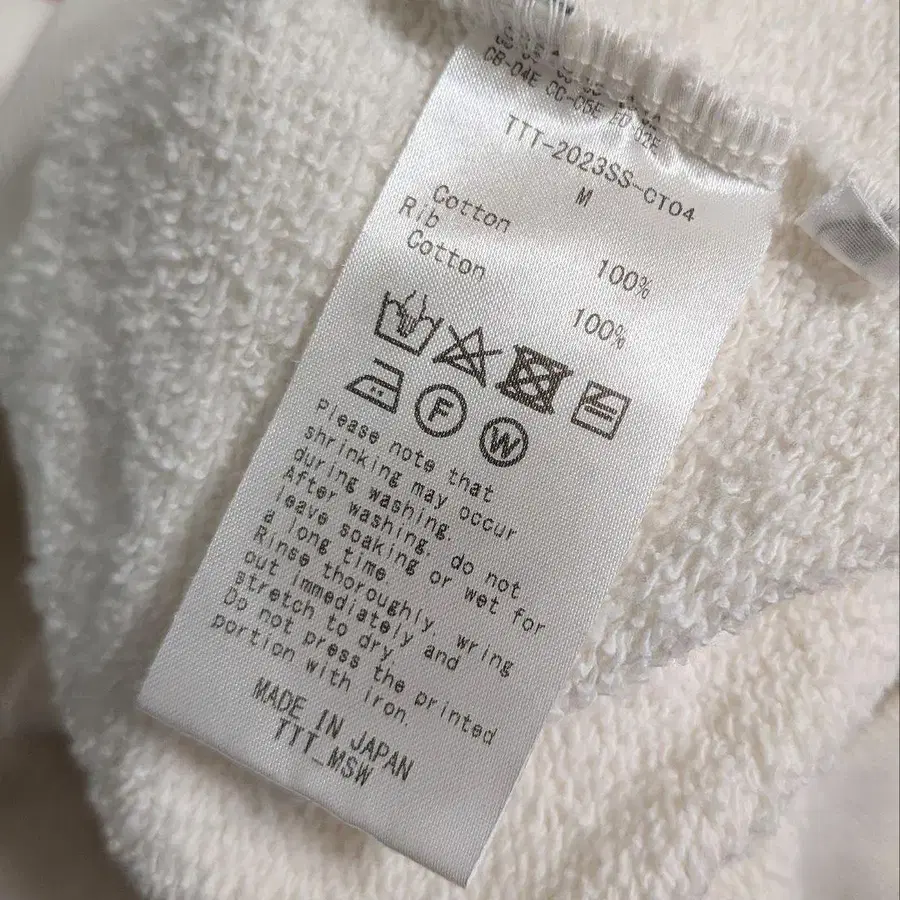 CB-04E CC-05E FD-02E
TTT-2023SS-CT04
M
Cotton 100%
Rib
Cotton 100%
F
W
Please note that
shrinking may occur
during washing.
After washing, do not
leave soaking or wet for
a long time
Rinse thoroughly, wring
out immediately and
stretch to dry.
Do not press the printed
portion with iron.
MADE IN JAPAN
TTT_MSW